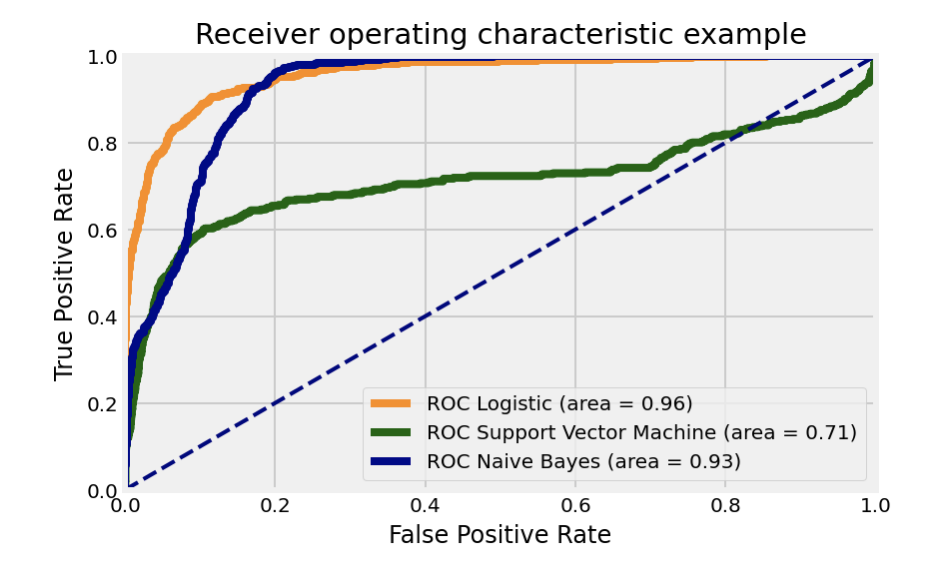 Receiver operating characteristic example
1.0
0.8
0.6
0.4
0.2
0.0
True Positive Rate
ROC Logistic (area = 0.96)
ROC Support Vector Machine (area = 0.71)
ROC Naive Bayes (area = 0.93)
0.0 0.2 0.4 0.6 0.8 1.0
False Positive Rate